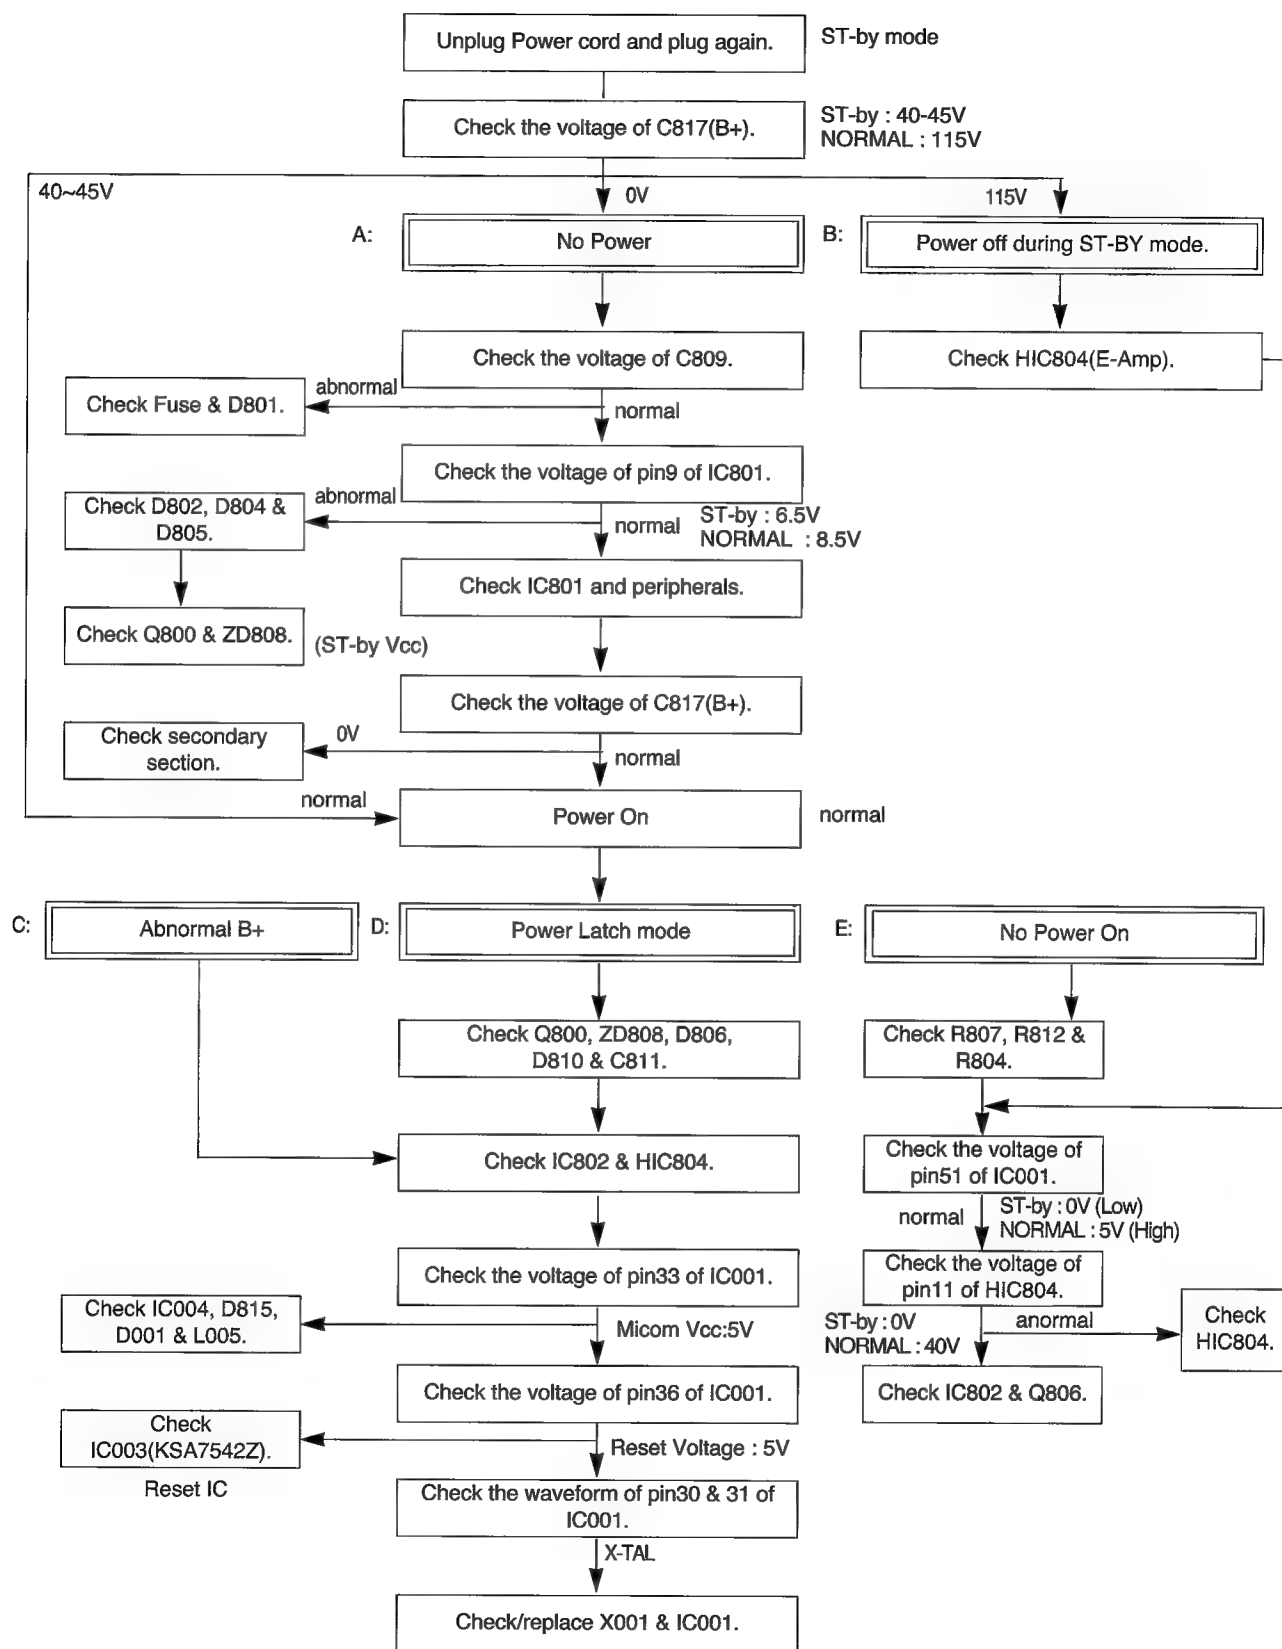 Unplug Power cord and plug again.
ST-by mode
Check the voltage of C817(B+).
ST-by : 40-45V
NORMAL : 115V
40~45V
0V
115V
A:
No Power
B:
Power off during ST-BY mode.
Check the voltage of C809.
Check HIC804(E-Amp).
abnormal
Check Fuse & D801.
normal
Check the voltage of pin9 of IC801.
abnormal
Check D802, D804 &
D805.
normal
ST-by : 6.5V
NORMAL : 8.5V
Check IC801 and peripherals.
Check Q800 & ZD808.
(ST-by Vcc)
Check the voltage of C817(B+).
0V
Check secondary
section.
normal
normal
Power On
normal
C:
Abnormal B+
D:
Power Latch mode
E:
No Power On
Check Q800, ZD808, D806,
D810 & C811.
Check R807, R812 &
R804.
Check IC802 & HIC804.
Check the voltage of
pin51 of IC001.
normal
ST-by : 0V (Low)
NORMAL : 5V (High)
Check the voltage of pin33 of IC001.
Check the voltage of
pin11 of HIC804.
Check IC004, D815,
D001 & L005.
Micom Vcc:5V
ST-by : 0V
NORMAL : 40V
anormal
Check
HIC804.
Check the voltage of pin36 of IC001.
Check IC802 & Q806.
Check
IC003(KSA7542Z).
Reset IC
Reset Voltage : 5V
Check the waveform of pin30 & 31 of
IC001.
X-TAL
Check/replace X001 & IC001.